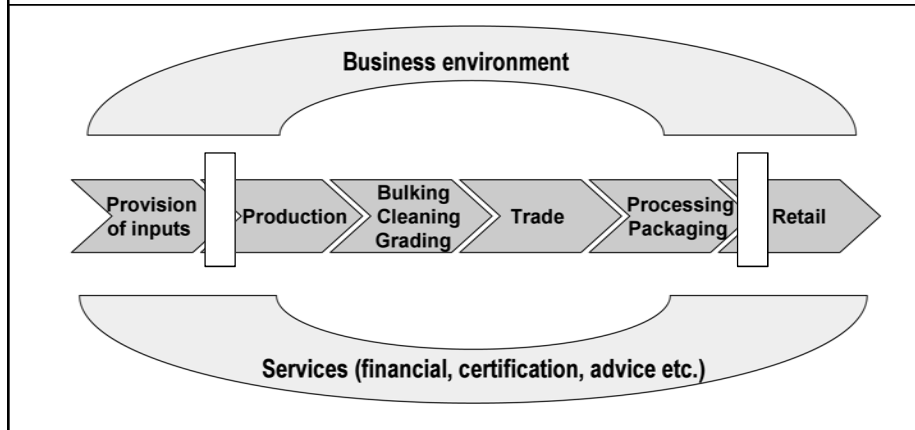 Business environment
Provision
of inputs
Production
Bulking
Cleaning
Grading
Trade
Processing
Packaging
Retail
Services (financial, certification, advice etc.)